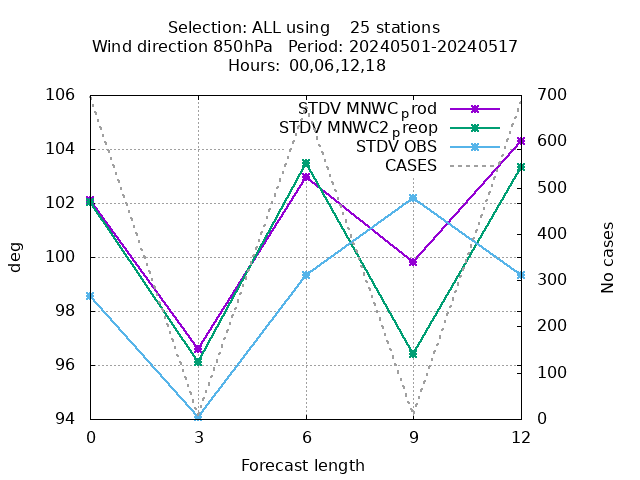 Selection: ALL using    25 stations
Wind direction 850hPa   Period: 20240501-20240517
Hours: 00,06,12,18
STDV MNWC_prod
STDV MNWC2_preop
STDV OBS
CASES
106
104
102
100
98
96
94
700
600
500
400
300
200
100
0
deg
No cases
0 3 6 9 12
Forecast length